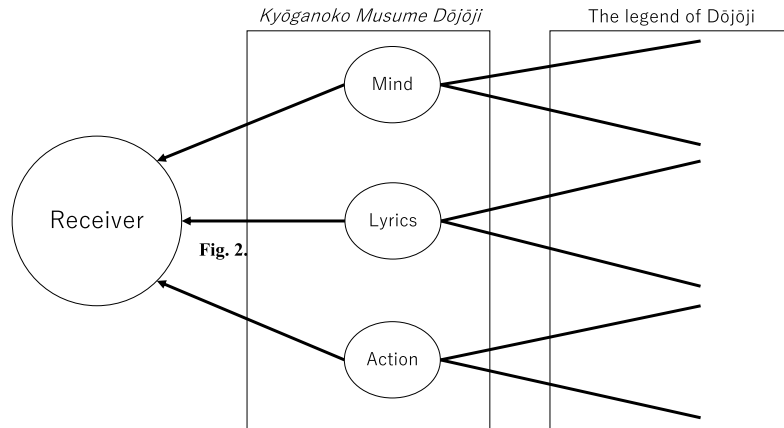 Kyōganoko Musume Dōjōji
The legend of Dōjōji
Mind
Receiver
Lyrics
Fig. 2.
Action